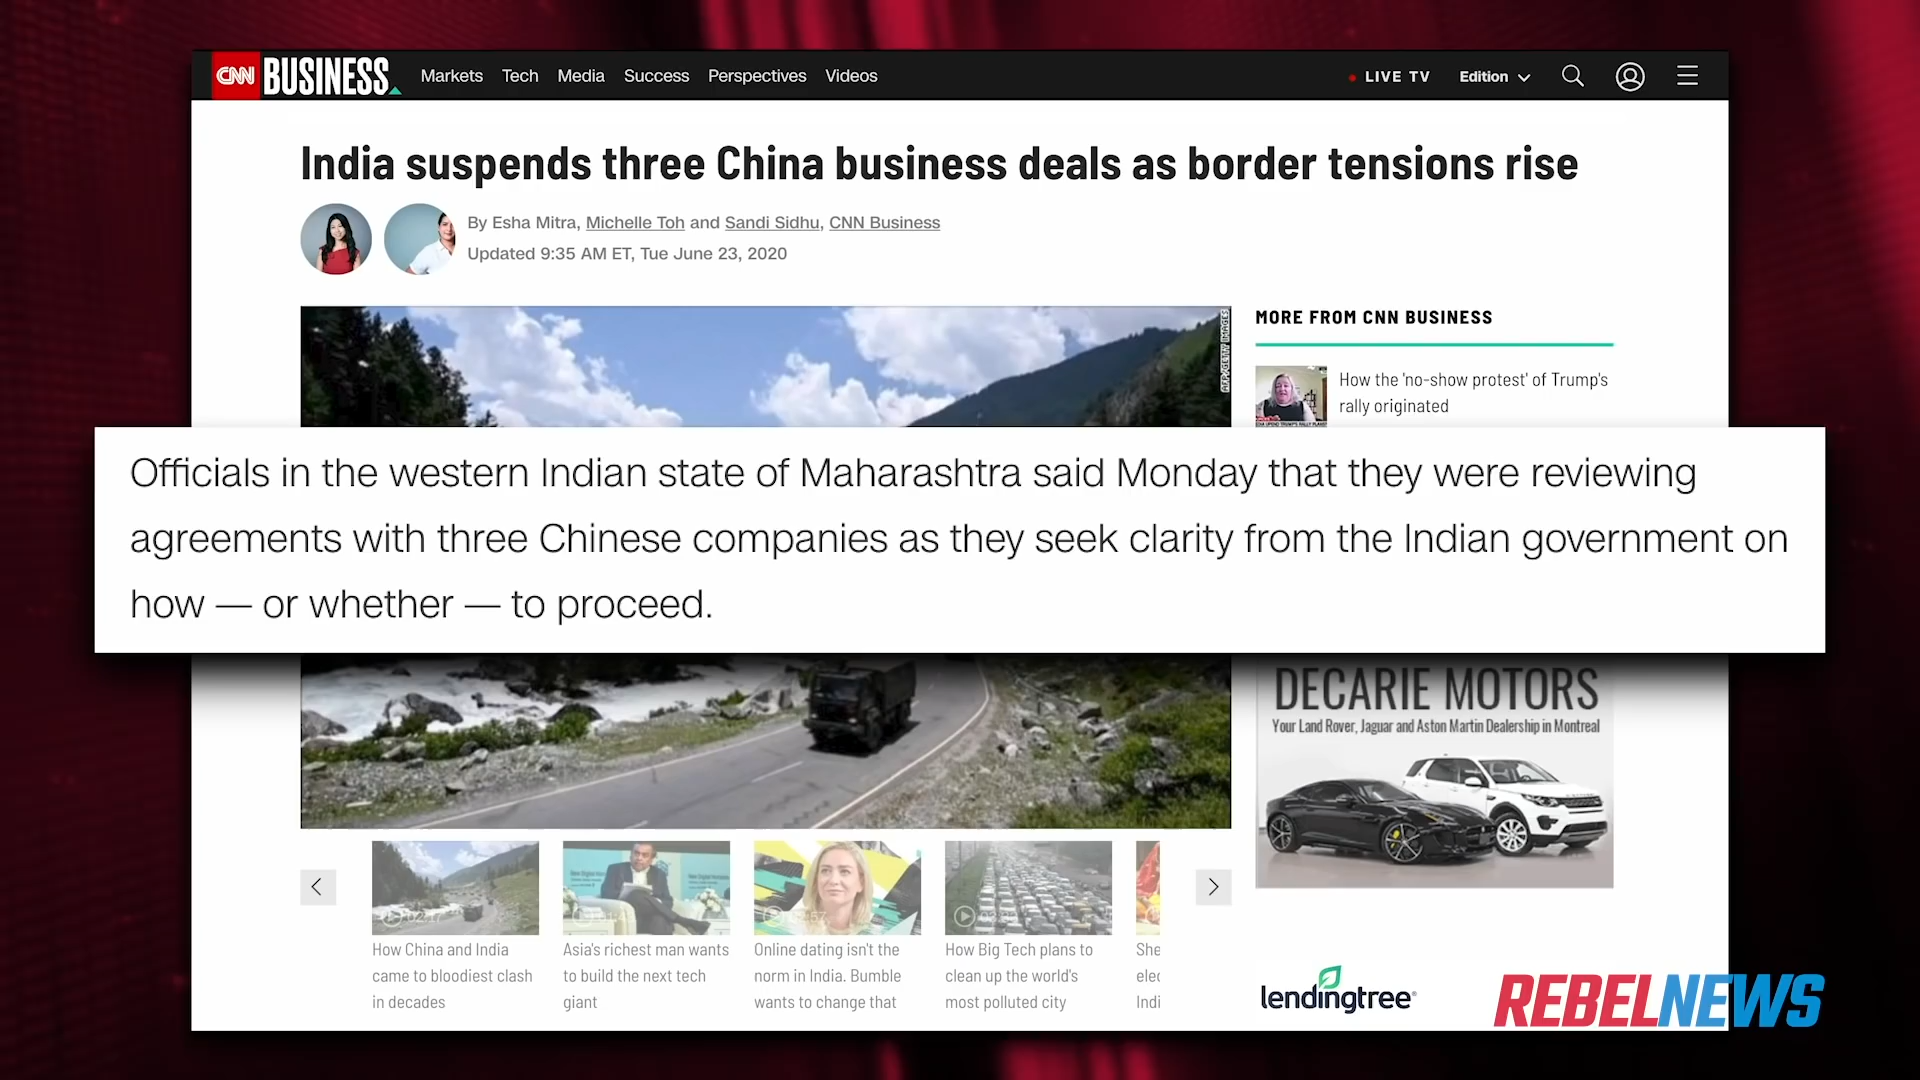 CNN BUSINESS Markets Tech Media Success Perspectives Videos LIVE TV Edition
India suspends three China business deals as border tensions rise
By Esha Mitra, Michelle Toh and Sandi Sidhu, CNN Business
Updated 9:35 AM ET, Tue June 23, 2020
AFP/GETTY IMAGES
MORE FROM CNN BUSINESS
How the 'no-show protest' of Trump's
rally originated
Officials in the western Indian state of Maharashtra said Monday that they were reviewing
agreements with three Chinese companies as they seek clarity from the Indian government on
how — or whether — to proceed.
DECARIE MOTORS
Your Land Rover, Jaguar and Aston Martin Dealership in Montreal
How China and India
came to bloodiest clash
in decades
Asia's richest man wants
to build the next tech
giant
Online dating isn't the
norm in India. Bumble
wants to change that
How Big Tech plans to
clean up the world's
most polluted city
She
elec
Indi
lendingtree
REBELNEWS